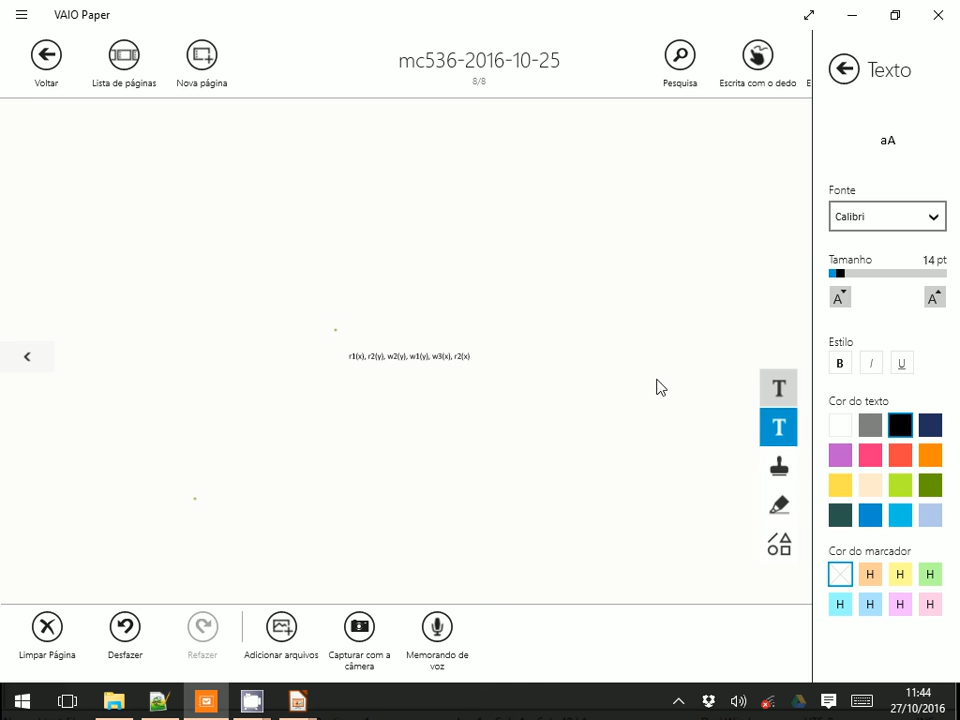 VAIO Paper
Voltar
Lista de páginas
Nova página
mc536-2016-10-25
8/8
Pesquisa
Escrita com o dedo
E
Texto
aA
Fonte
Calibri
Tamanho 14 pt
A A
Estilo
B I U
Cor do texto
Cor do marcador
H H H
H H H H
r1(x), r2(y), w2(y), w1(y), w3(x), r2(x)
T
T
Limpar Página
Desfazer
Refazer
Adicionar arquivos
Capturar com a
câmera
Memorando de
voz
11:44
27/10/2016